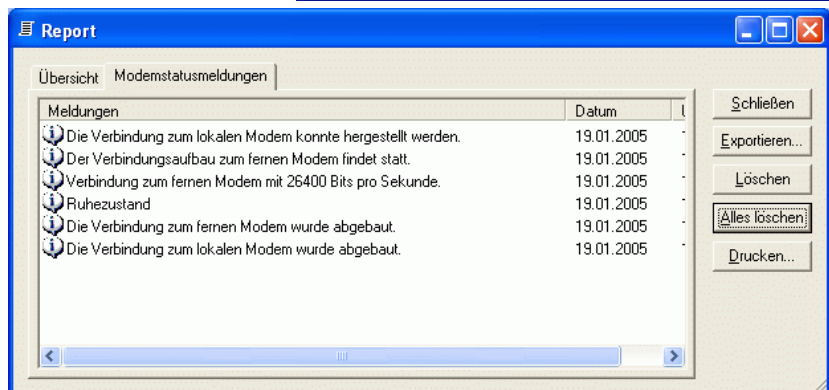 Report
Übersicht Modemstatusmeldungen
Meldungen Datum
Die Verbindung zum lokalen Modem konnte hergestellt werden. 19.01.2005
Der Verbindungsaufbau zum fernen Modem findet statt. 19.01.2005
Verbindung zum fernen Modem mit 26400 Bits pro Sekunde. 19.01.2005
Ruhezustand 19.01.2005
Die Verbindung zum fernen Modem wurde abgebaut. 19.01.2005
Die Verbindung zum lokalen Modem wurde abgebaut. 19.01.2005
Schließen
Exportieren...
Löschen
Alles löschen
Drucken...